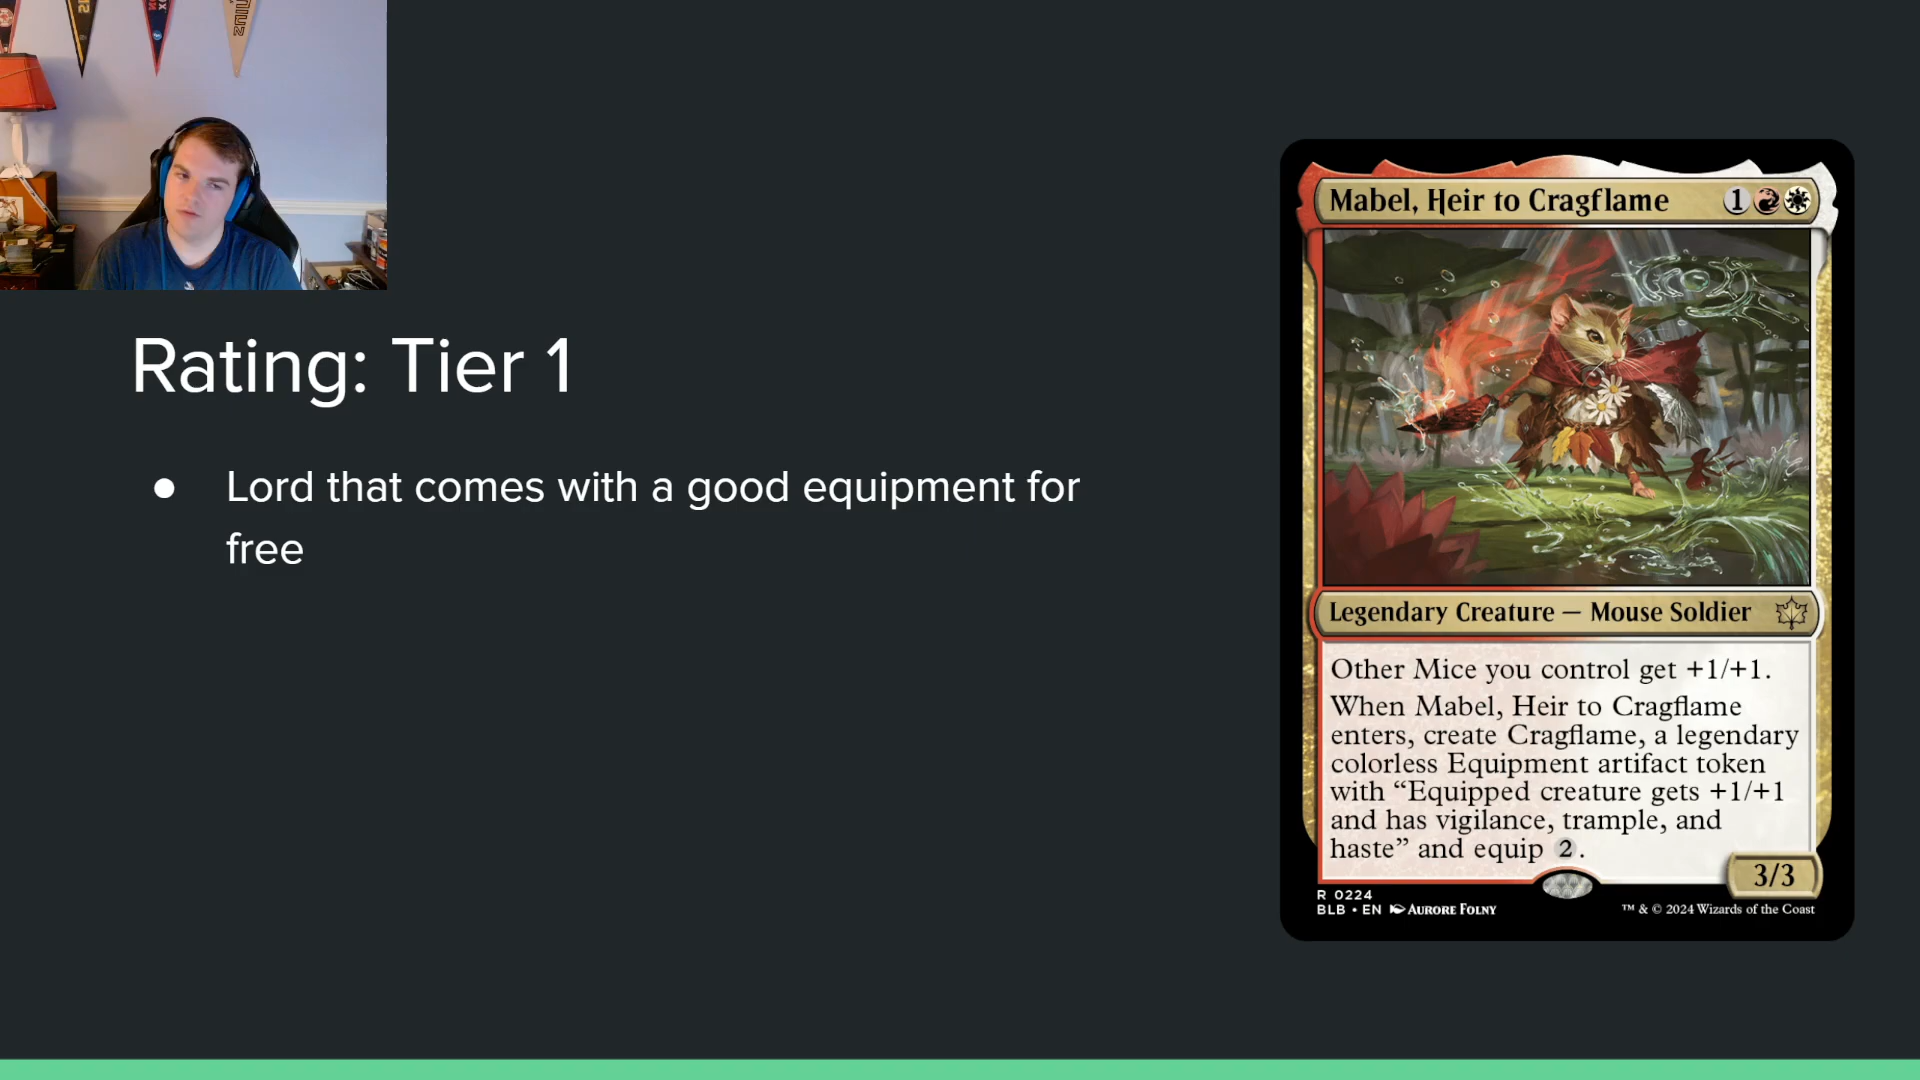 Rating: Tier 1
● Lord that comes with a good equipment for
free
Mabel, Heir to Cragflame 1
Legendary Creature — Mouse Soldier
Other Mice you control get +1/+1.
When Mabel, Heir to Cragflame
enters, create Cragflame, a legendary
colorless Equipment artifact token
with “Equipped creature gets +1/+1
and has vigilance, trample, and
haste” and equip 2.
3/3
R 0224
BLB • EN AURORE FOLNY
™ & © 2024 Wizards of the Coast